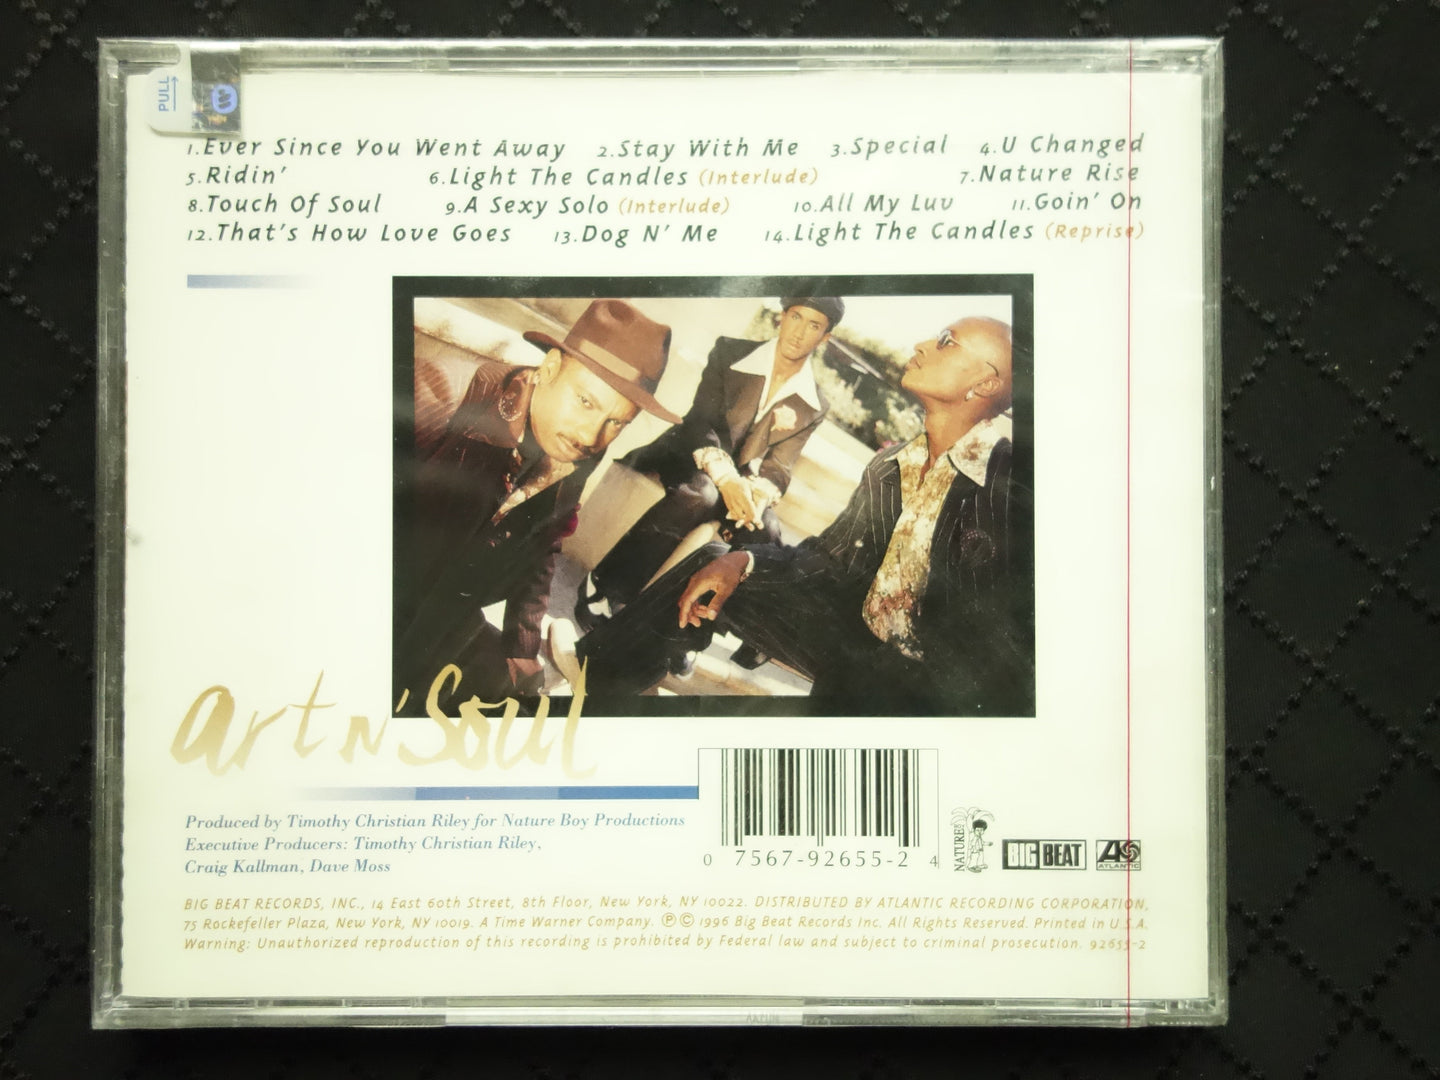 PULL
1. Ever Since You Went Away 2. Stay With Me 3. Special 4. U Changed
5. Ridin' 6. Light The Candles (Interlude) 7. Nature Rise
8. Touch Of Soul 9. A Sexy Solo (Interlude) 10. All My Luv 11. Goin' On
12. That's How Love Goes 13. Dog N' Me 14. Light The Candles (Reprise)
art n' Soul
Produced by Timothy Christian Riley for Nature Boy Productions
Executive Producers: Timothy Christian Riley,
Craig Kallman, Dave Moss
0 7567-92655-2 4
NATURE BOY
BIG BEAT
ATLANTIC
BIG BEAT RECORDS, INC., 14 East 60th Street, 8th Floor, New York, NY 10022. DISTRIBUTED BY ATLANTIC RECORDING CORPORATION,
75 Rockefeller Plaza, New York, NY 10019. A Time Warner Company. ℗ © 1996 Big Beat Records Inc. All Rights Reserved. Printed in U.S.A.
Warning: Unauthorized reproduction of this recording is prohibited by Federal law and subject to criminal prosecution. 92655-2